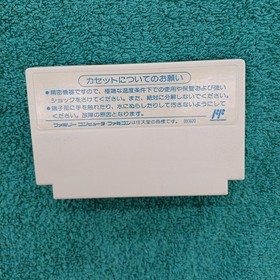 カセットについてのお願い
●精密機器ですので、極端な温度条件下での使用や保管および強い
ショックをさけてください。また、絶対に分解しないでください。
●端子部に手を触れたり、水にぬらしたりして汚さないようにして
ください。故障の原因となります。
ファミリーコンピュータ、ファミコンは任天堂の商標です。
FF